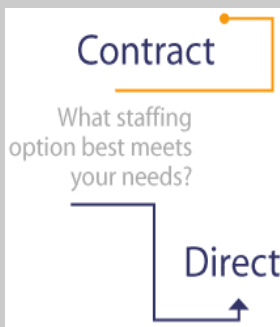 Contract
What staffing
option best meets
your needs?
Direct